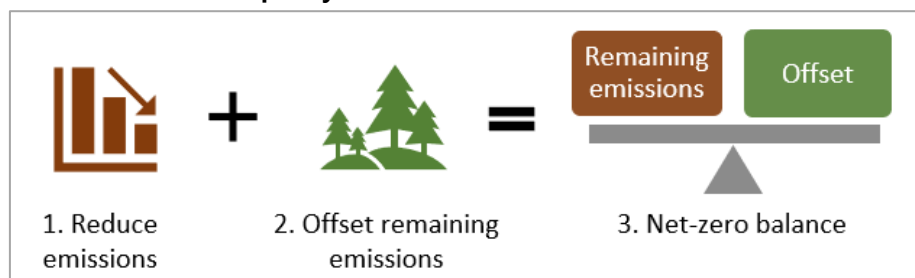 Remaining
emissions
Offset
1. Reduce
emissions
2. Offset remaining
emissions
3. Net-zero balance